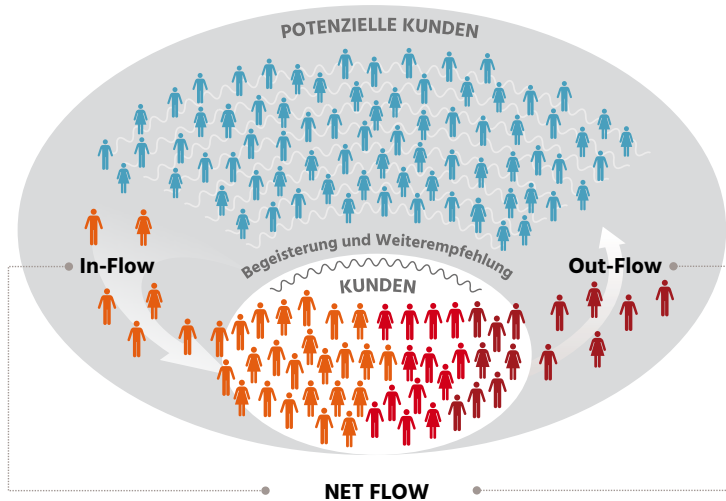 POTENZIELLE KUNDEN
Begeisterung und Weiterempfehlung
In-Flow
Out-Flow
KUNDEN
NET FLOW